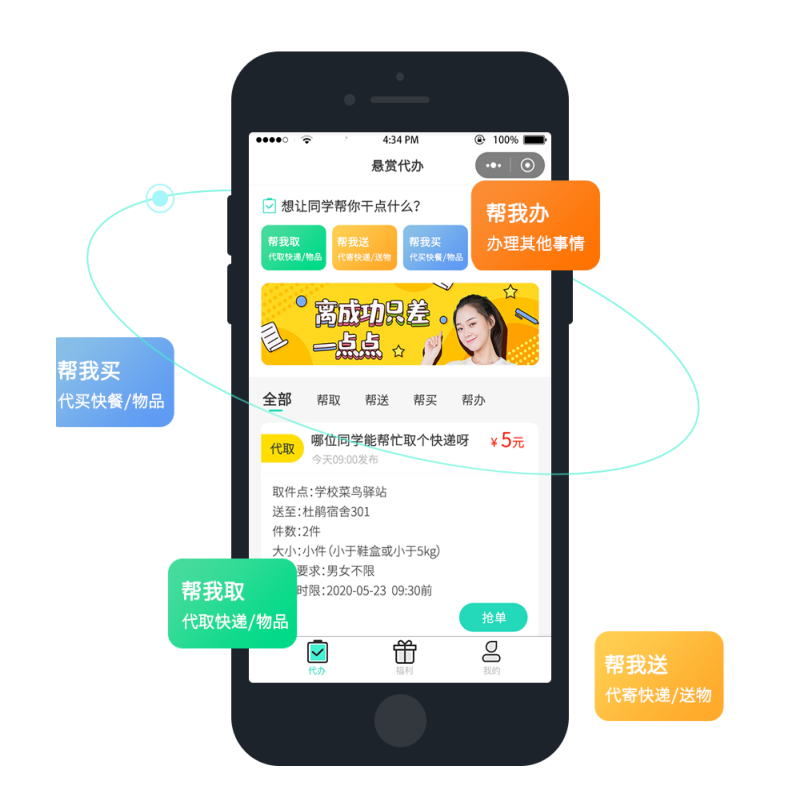 4:34 PM
100%
悬赏代办
想让同学帮你干点什么?
帮我取
代取快递/物品
帮我送
代寄快递/送物
帮我买
代买快餐/物品
帮我办
办理其他事情
离成功只差
一点点
帮我买
代买快餐/物品
全部
帮取
帮送
帮买
帮办
代取
哪位同学能帮忙取个快递呀
¥5元
今天09:00发布
取件点:学校菜鸟驿站
送至:杜鹃宿舍301
件数:2件
大小:小件(小于鞋盒或小于5kg)
要求:男女不限
时限:2020-05-23 09:30前
抢单
帮我取
代取快递/物品
代办
福利
我的
帮我送
代寄快递/送物